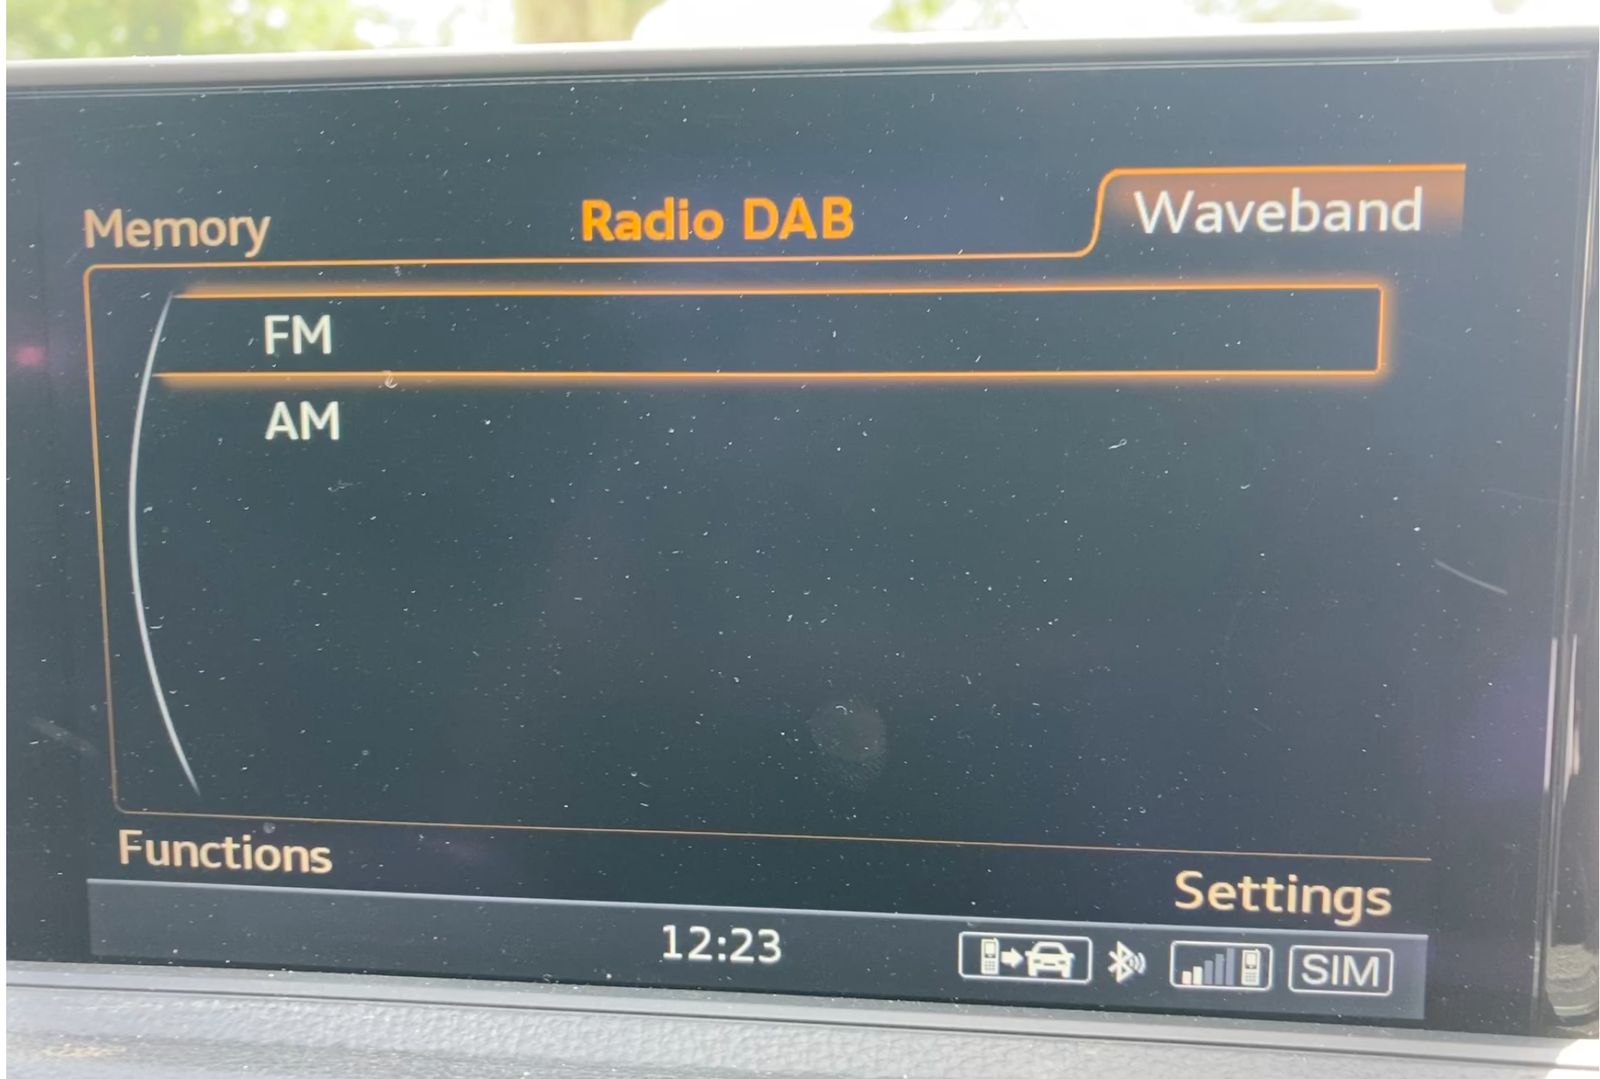 Memory
Radio DAB
Waveband
FM
AM
Functions
Settings
12:23
SIM